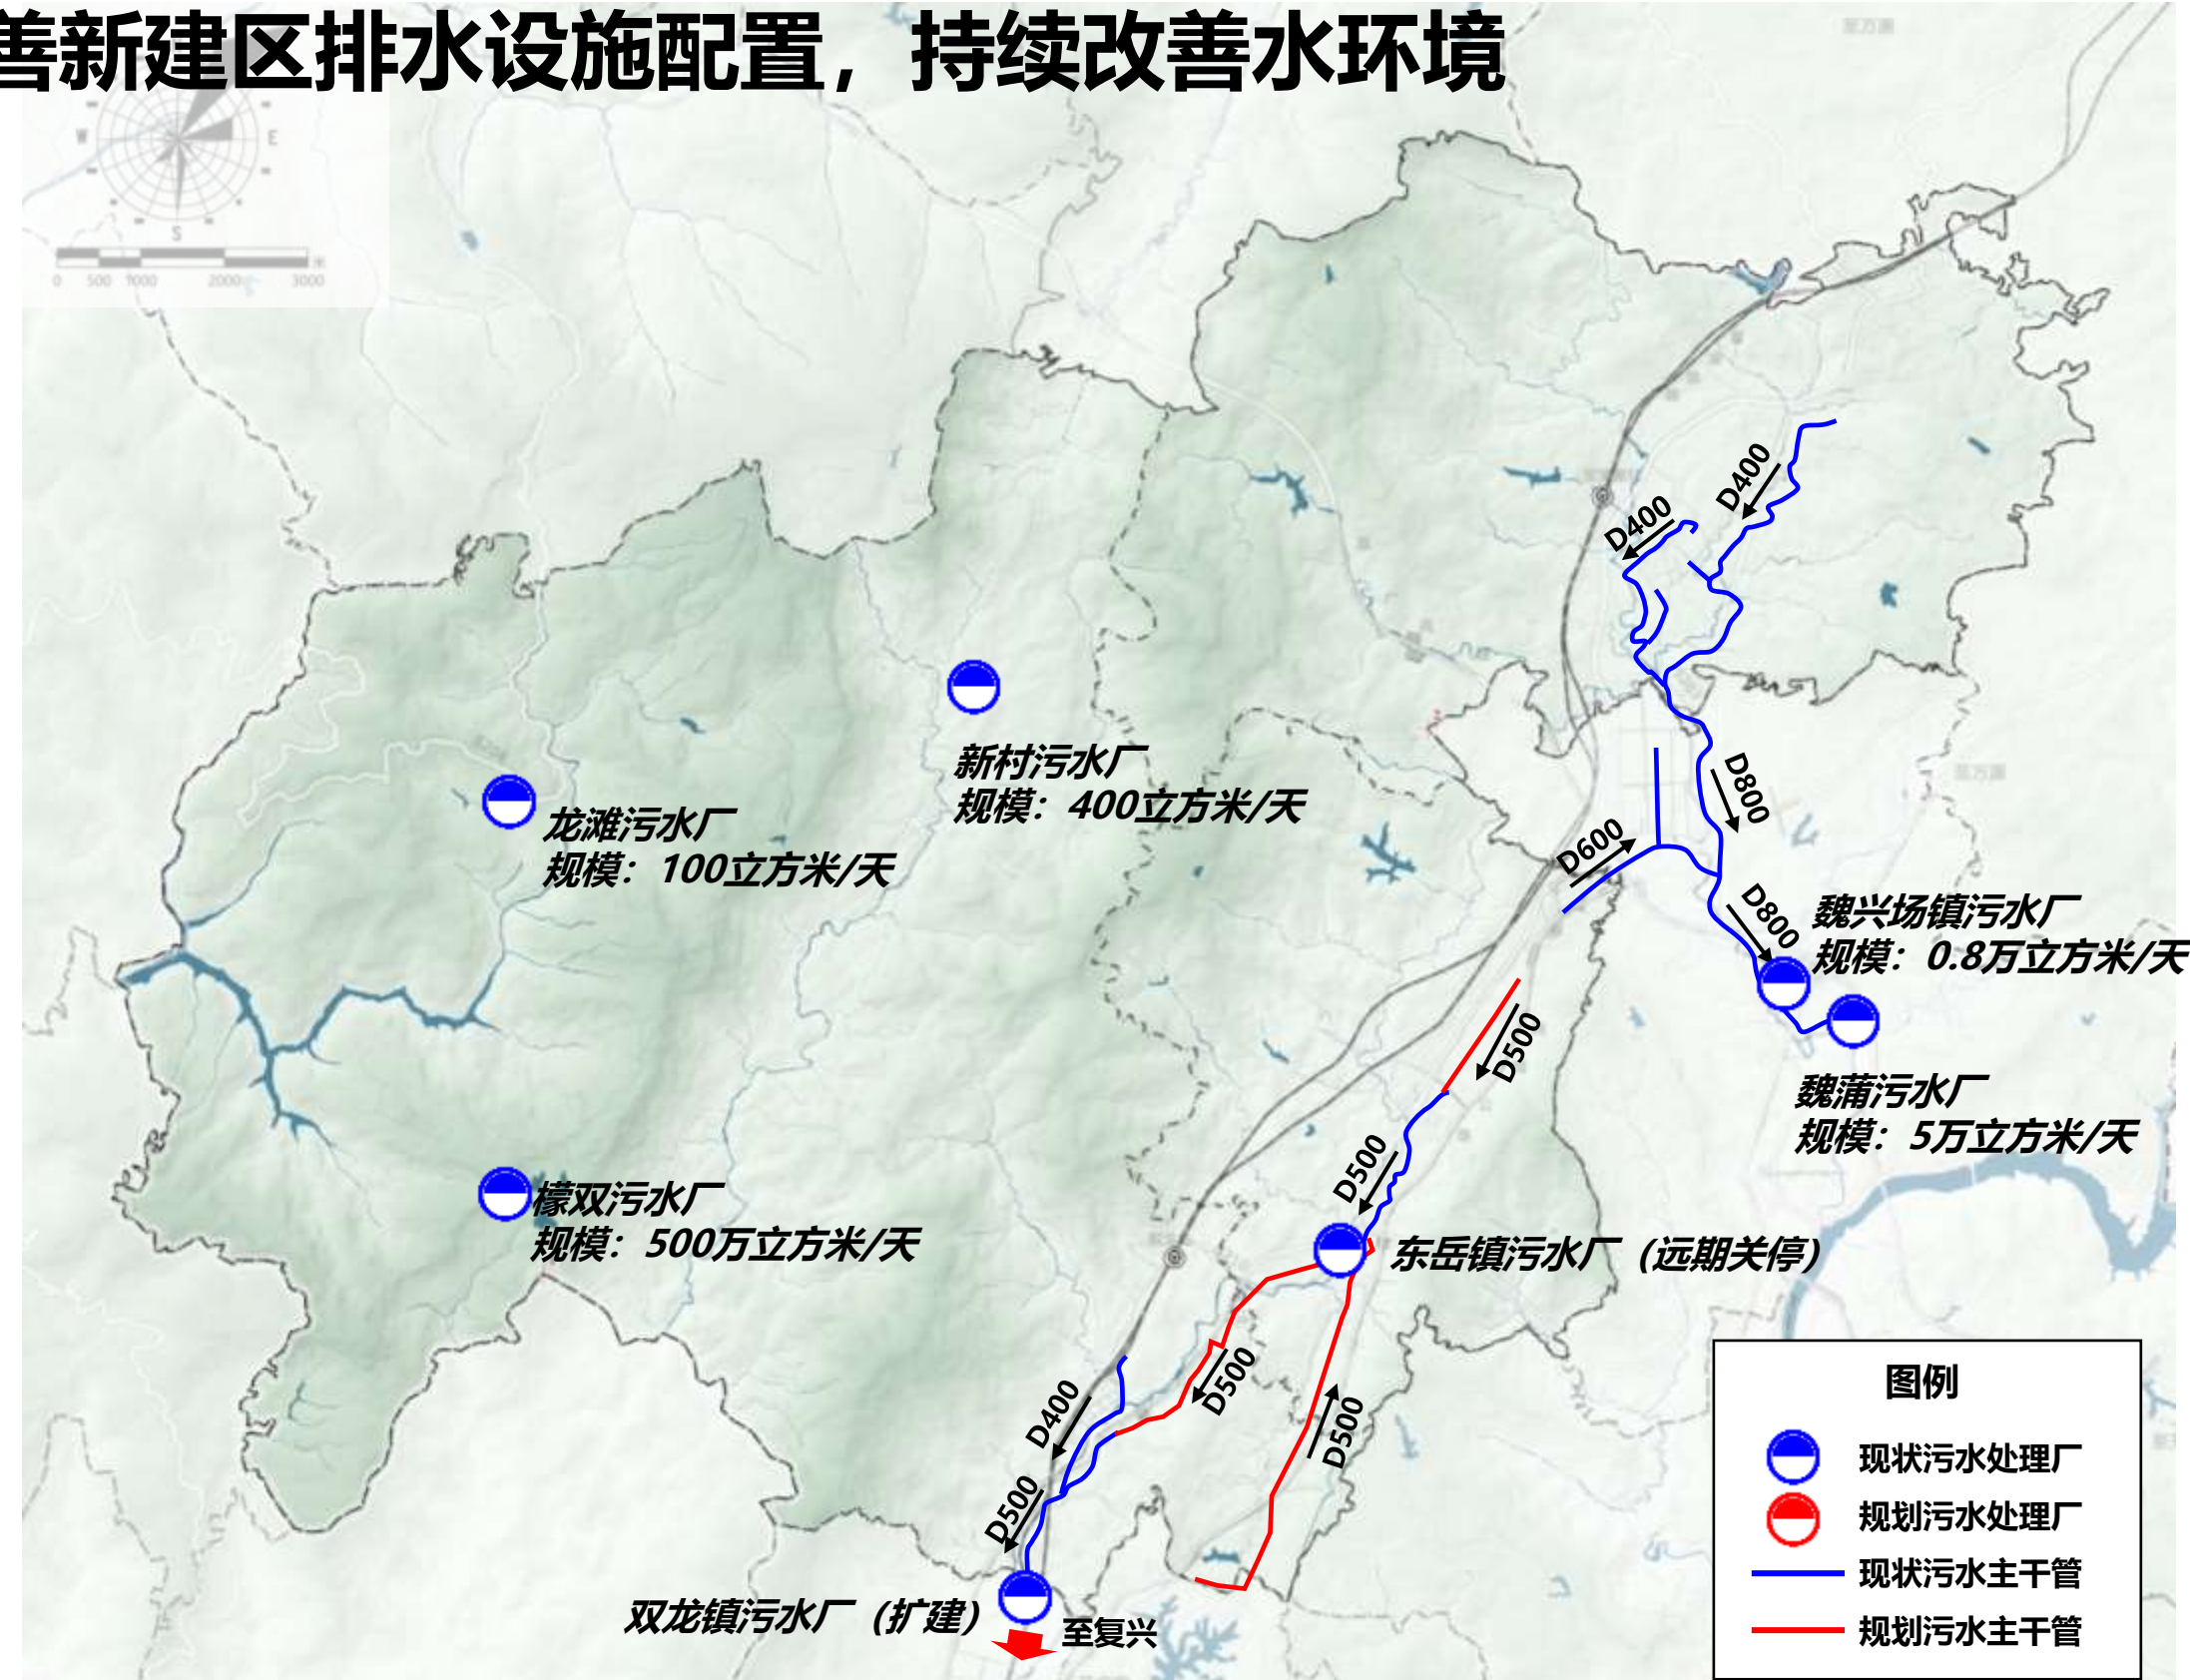 善新建区排水设施配置，持续改善水环境
W
E
S
0 500 1000 2000 3000 米
D400
D400
新村污水厂
规模：400立方米/天
龙滩污水厂
规模：100立方米/天
D800
D600
D800
魏兴场镇污水厂
规模：0.8万立方米/天
D500
魏蒲污水厂
规模：5万立方米/天
D500
檬双污水厂
规模：500万立方米/天
东岳镇污水厂（远期关停）
D500
D400
D500
D500
双龙镇污水厂（扩建）
至复兴
图例
现状污水处理厂
规划污水处理厂
现状污水主干管
规划污水主干管